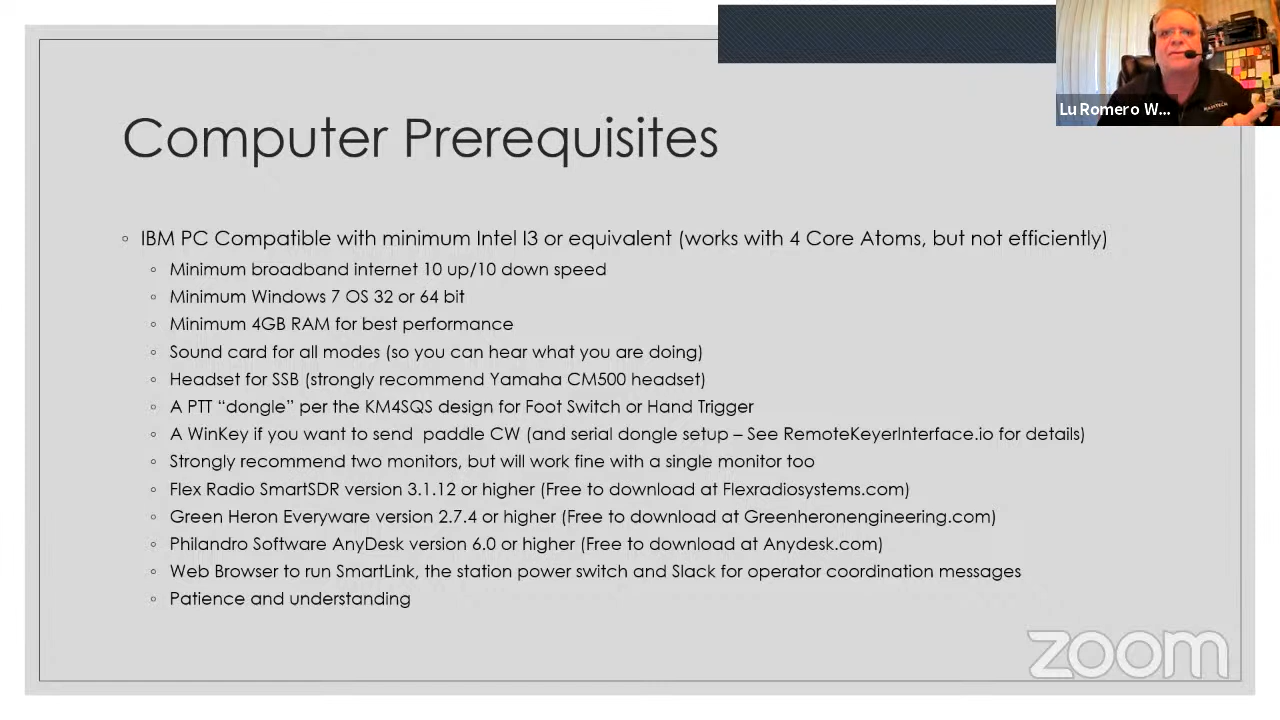 Lu Romero W...
Computer Prerequisites
IBM PC Compatible with minimum Intel I3 or equivalent (works with 4 Core Atoms, but not efficiently)
Minimum broadband internet 10 up/10 down speed
Minimum Windows 7 OS 32 or 64 bit
Minimum 4GB RAM for best performance
Sound card for all modes (so you can hear what you are doing)
Headset for SSB (strongly recommend Yamaha CM500 headset)
A PTT “dongle” per the KM4SQS design for Foot Switch or Hand Trigger
A WinKey if you want to send  paddle CW (and serial dongle setup – See RemoteKeyerInterface.io for details)
Strongly recommend two monitors, but will work fine with a single monitor too
Flex Radio SmartSDR version 3.1.12 or higher (Free to download at Flexradiosystems.com)
Green Heron Everyware version 2.7.4 or higher (Free to download at Greenheronengineering.com)
Philandro Software AnyDesk version 6.0 or higher (Free to download at Anydesk.com)
Web Browser to run SmartLink, the station power switch and Slack for operator coordination messages
Patience and understanding
zoom